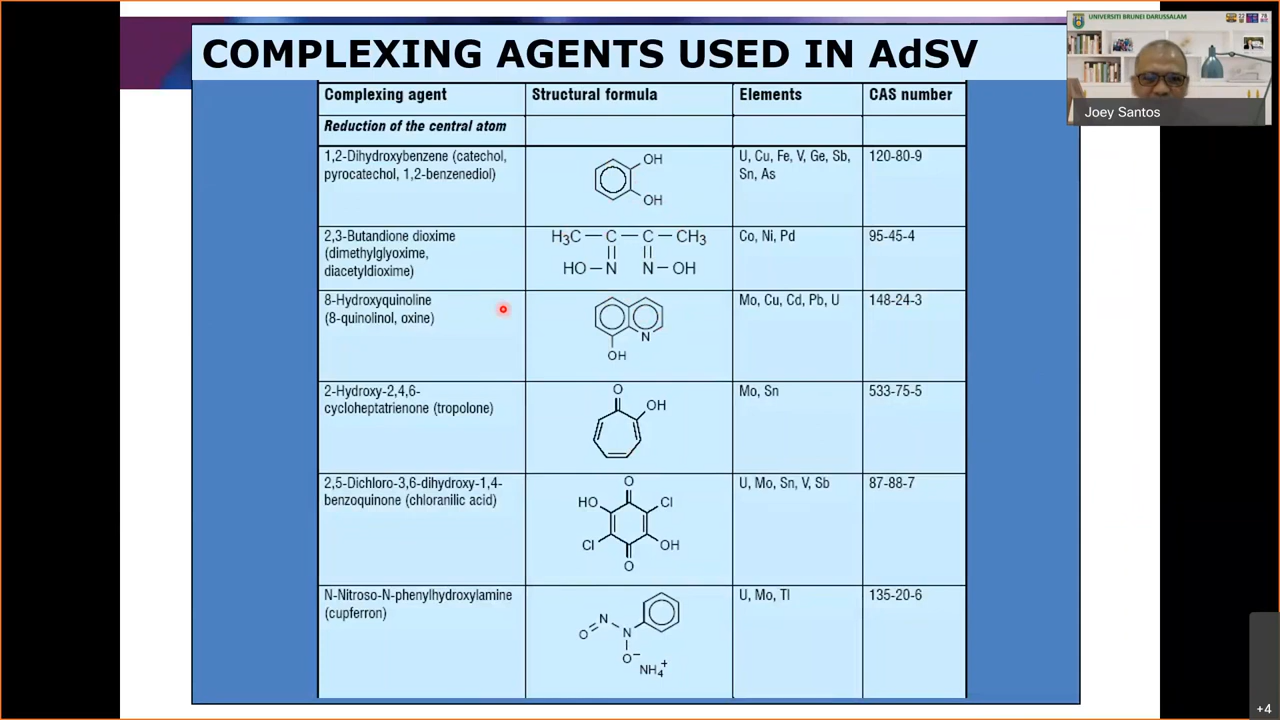 UNIVERSITI BRUNEI DARUSSALAM
COMPLEXING AGENTS USED IN AdSV
Joey Santos
Complexing agent Structural formula Elements CAS number
Reduction of the central atom
1,2-Dihydroxybenzene (catechol,
pyrocatechol, 1,2-benzenediol)
OH
OH
U, Cu, Fe, V, Ge, Sb,
Sn, As
120-80-9
2,3-Butandione dioxime
(dimethylglyoxime,
diacetyldioxime)
H₃C — C — C — CH₃
HO — N N — OH
Co, Ni, Pd
95-45-4
8-Hydroxyquinoline
(8-quinolinol, oxine)
N
OH
Mo, Cu, Cd, Pb, U
148-24-3
2-Hydroxy-2,4,6-
cycloheptatrienone (tropolone)
O
OH
Mo, Sn
533-75-5
2,5-Dichloro-3,6-dihydroxy-1,4-
benzoquinone (chloranilic acid)
O
HO Cl
Cl OH
O
U, Mo, Sn, V, Sb
87-88-7
N-Nitroso-N-phenylhydroxylamine
(cupferron)
N
O N
O⁻
NH₄⁺
U, Mo, Tl
135-20-6
+4